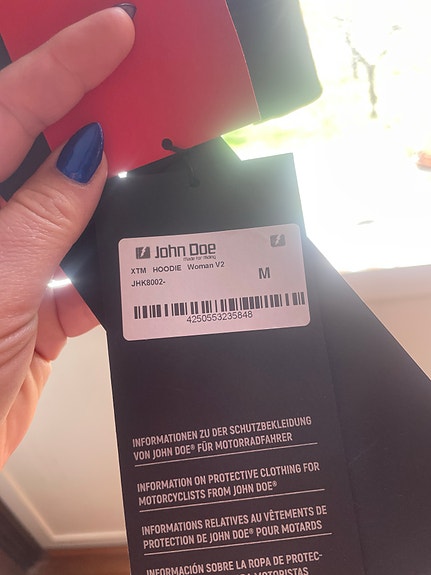 John Doe
made for riding
XTM HOODIE Woman V2
JHK8002-
M
4250553235848
INFORMATIONEN ZU DER SCHUTZBEKLEIDUNG
VON JOHN DOE® FÜR MOTORRADFAHRER
INFORMATION ON PROTECTIVE CLOTHING FOR
MOTORCYCLISTS FROM JOHN DOE®
INFORMATIONS RELATIVES AU VÊTEMENTS DE
PROTECTION DE JOHN DOE® POUR MOTARDS
INFORMACIÓN SOBRE LA ROPA DE PROTEC-
MOTORISTAS